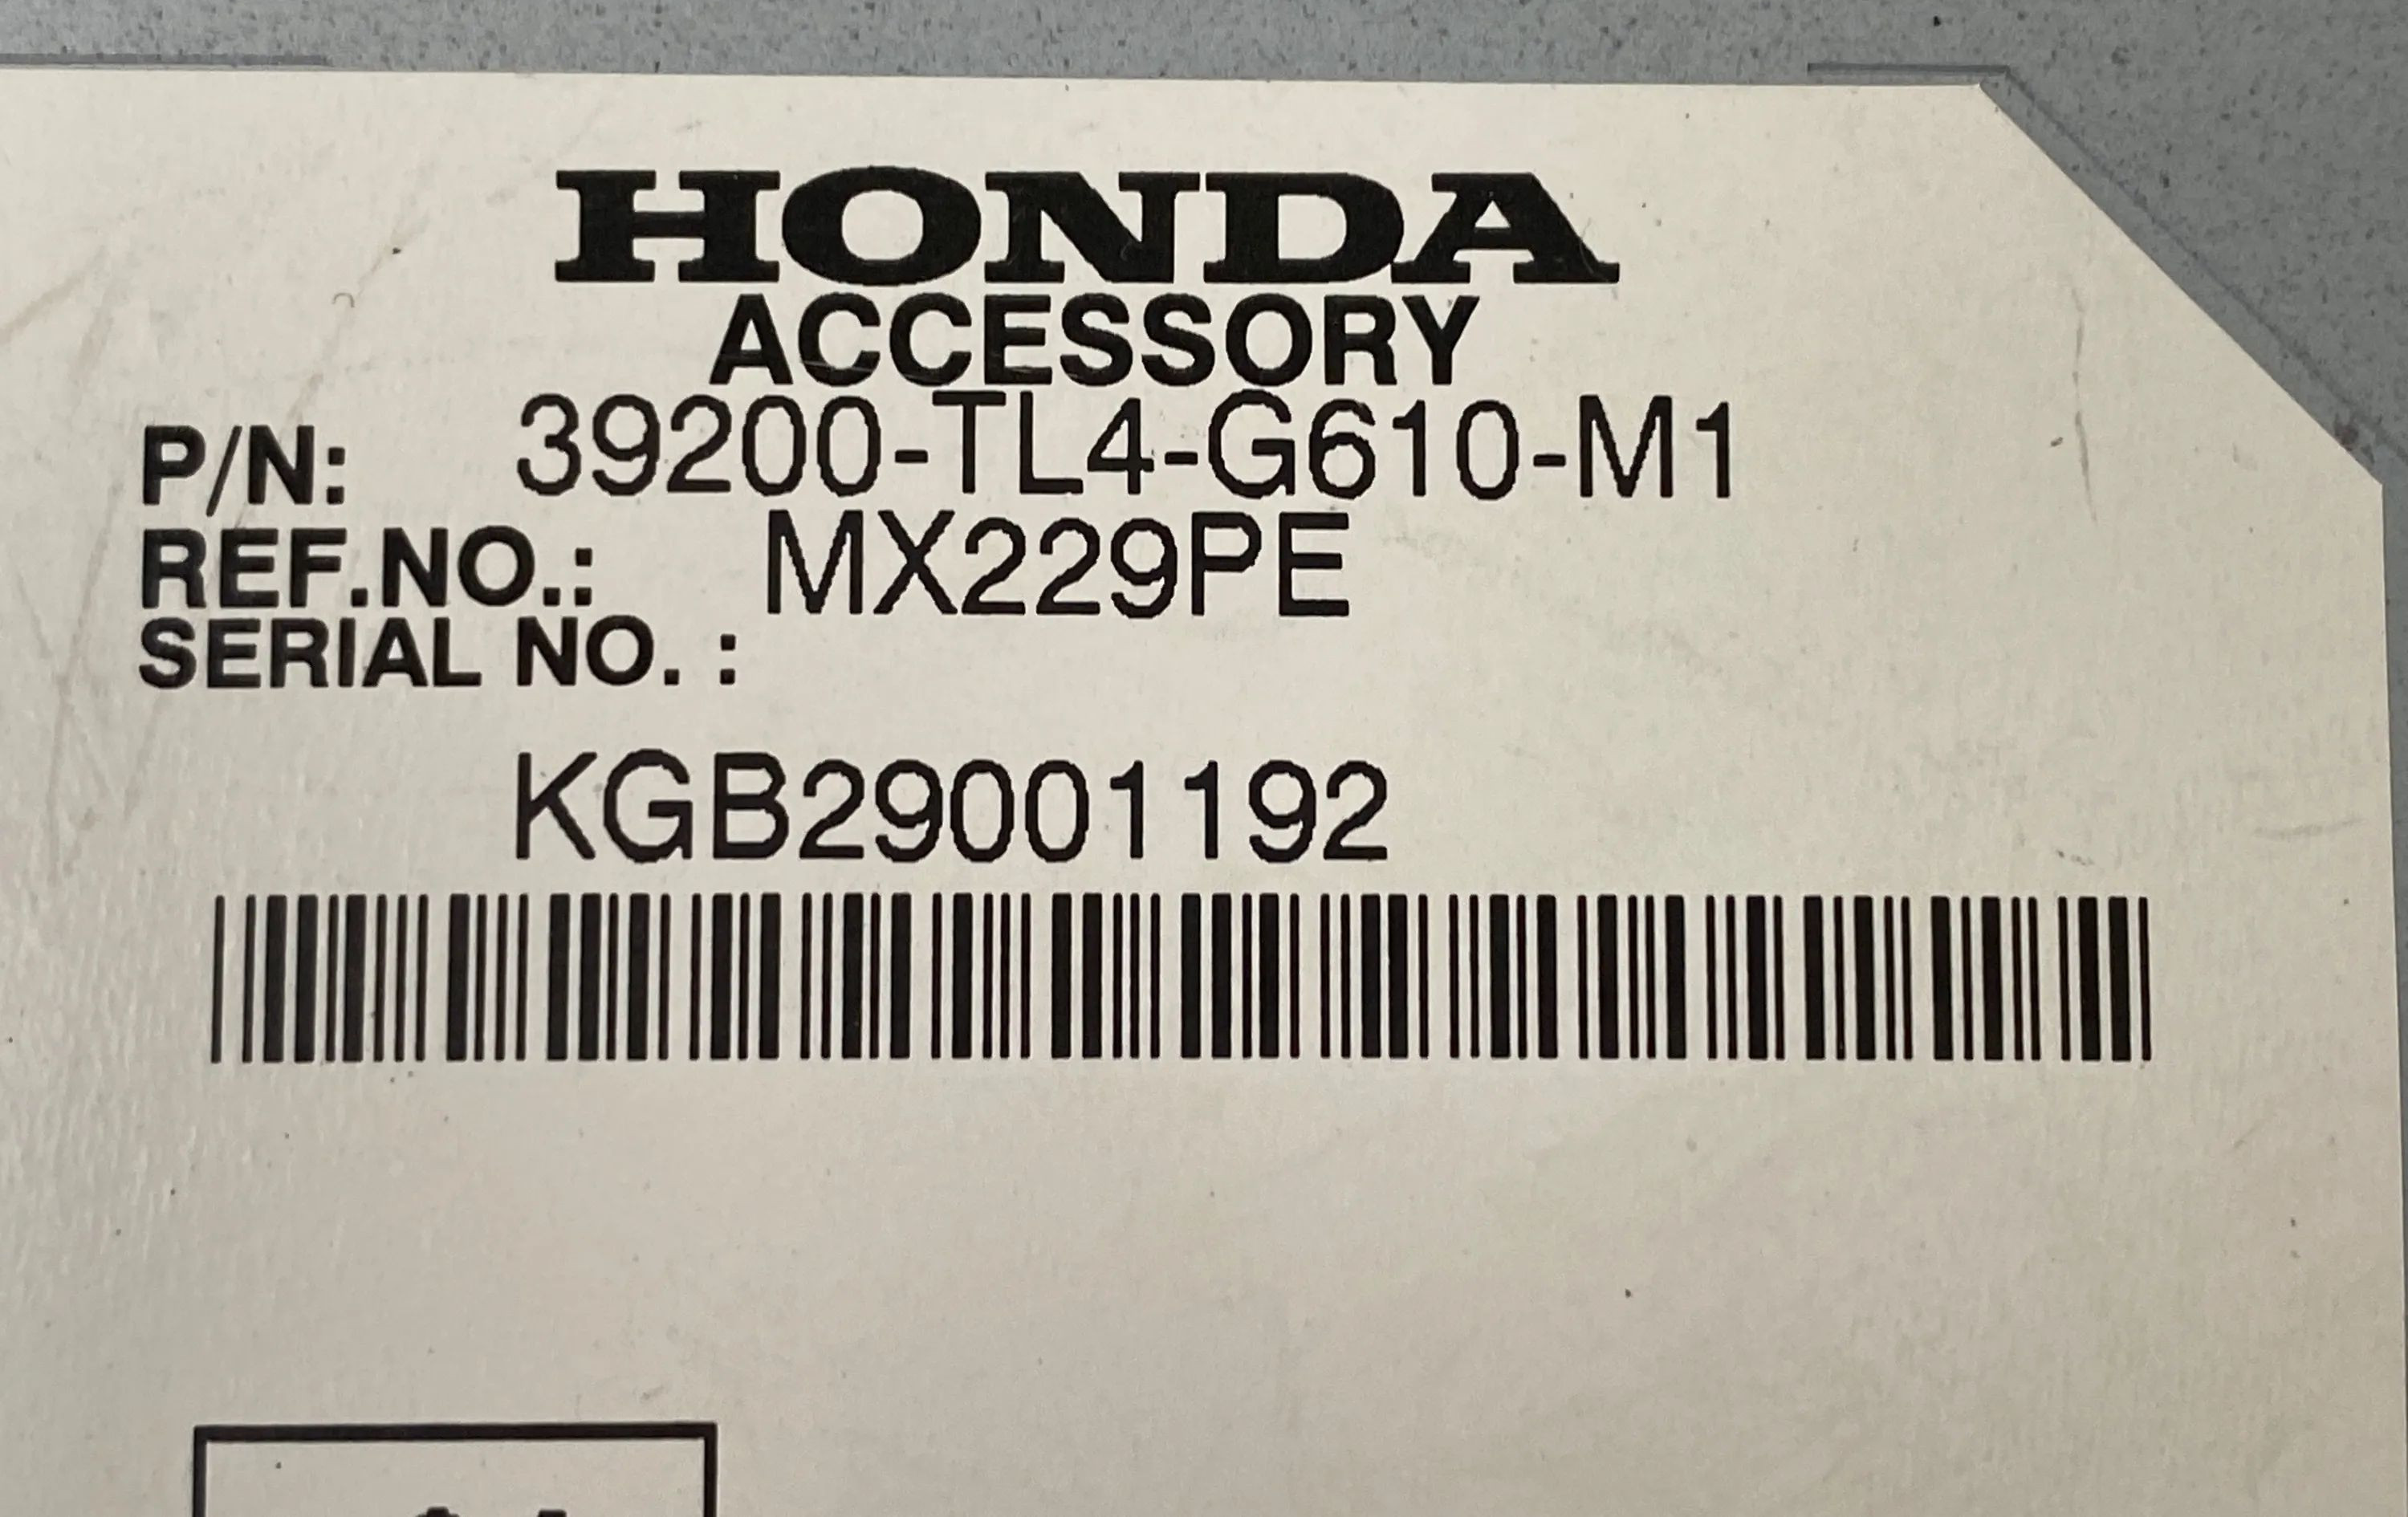 HONDA
ACCESSORY
P/N: 39200-TL4-G610-M1
REF.NO.: MX229PE
SERIAL NO. :
KGB29001192